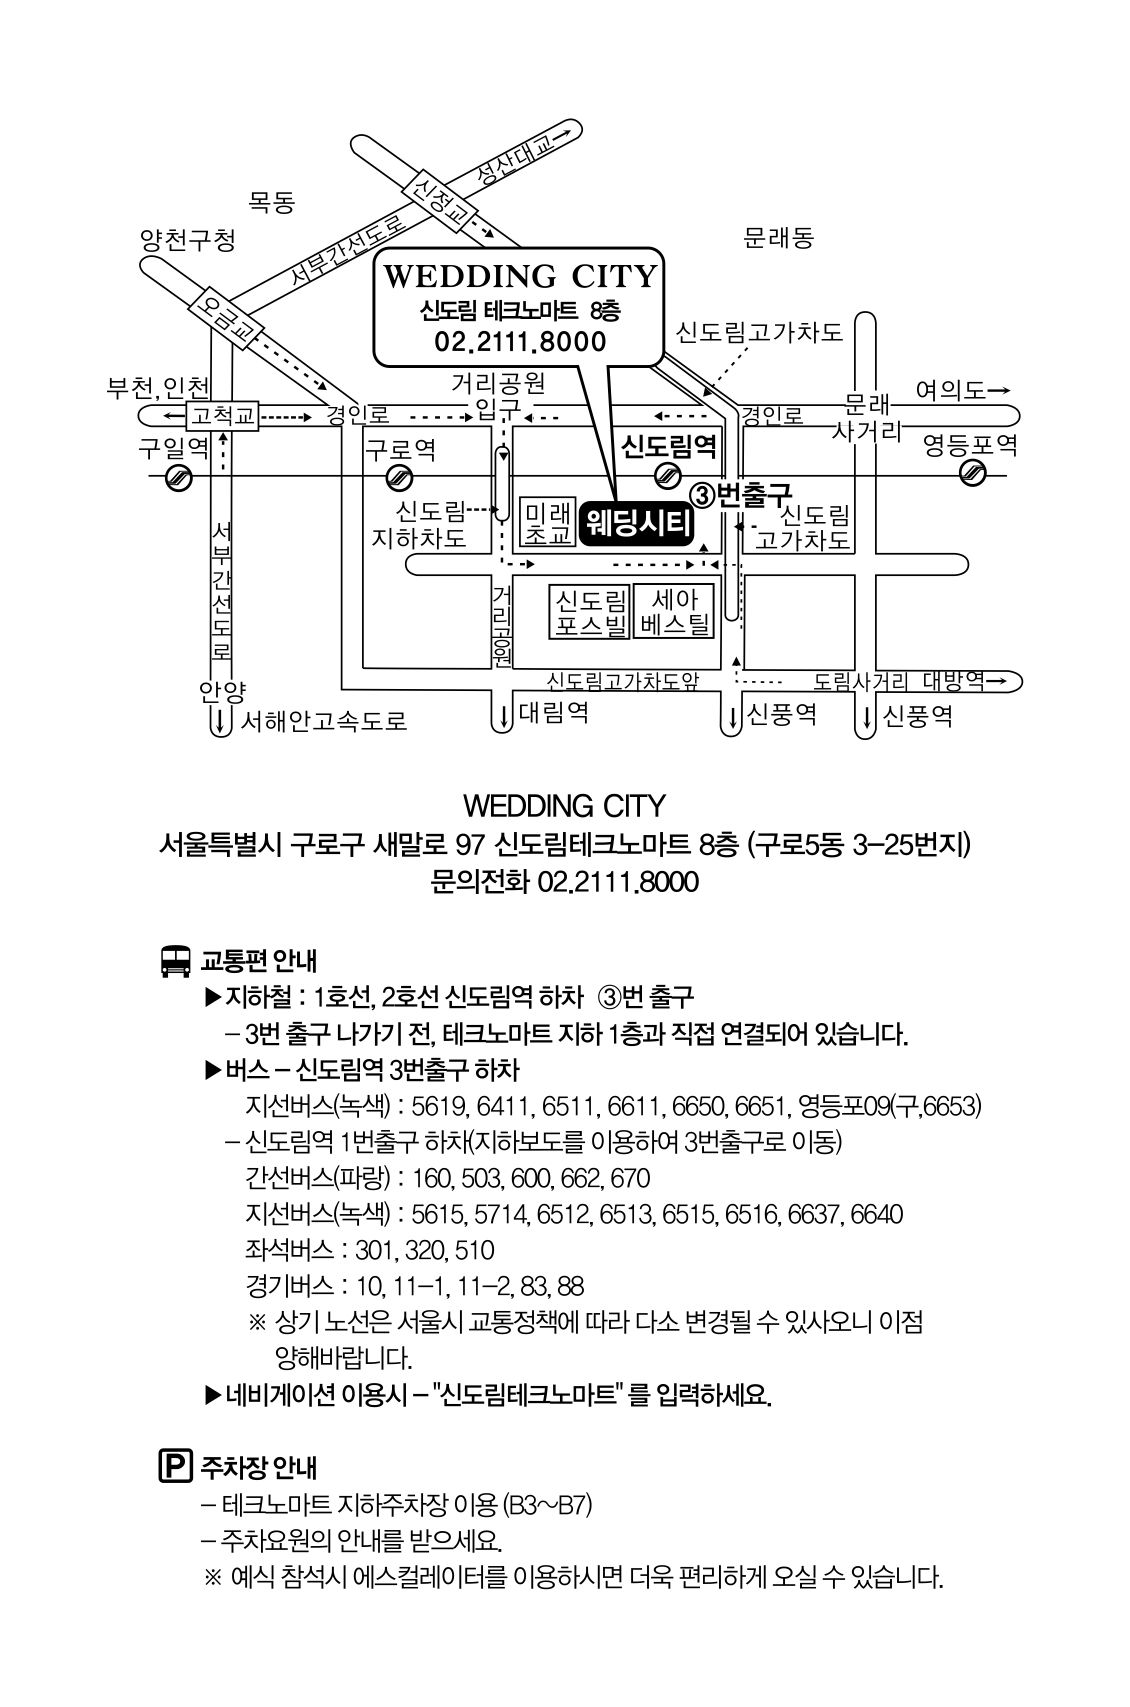 성산대교
신정교
목동
양천구청
서부간선도로
문래동
WEDDING CITY
신도림 테크노마트 8층
02.2111.8000
오금교
신도림고가차도
부천,인천
거리공원
입구
여의도
고척교
경인로
경인로
문래
사거리
구일역
구로역
신도림역
영등포역
③번출구
신도림
지하차도
미래
초교
웨딩시티
신도림
고가차도
서부간선도로
거리공원
신도림
포스빌
세아
베스틸
안양
신도림고가차도앞
도림사거리
대방역
서해안고속도로
대림역
신풍역
신풍역
WEDDING CITY
서울특별시 구로구 새말로 97 신도림테크노마트 8층 (구로5동 3-25번지)
문의전화 02.2111.8000
교통편 안내
▶지하철 : 1호선, 2호선 신도림역 하차 ③번 출구
- 3번 출구 나가기 전, 테크노마트 지하 1층과 직접 연결되어 있습니다.
▶버스 - 신도림역 3번출구 하차
지선버스(녹색) : 5619, 6411, 6511, 6611, 6650, 6651, 영등포09(구,6653)
- 신도림역 1번출구 하차(지하보도를 이용하여 3번출구로 이동)
간선버스(파랑) : 160, 503, 600, 662, 670
지선버스(녹색) : 5615, 5714, 6512, 6513, 6515, 6516, 6637, 6640
좌석버스 : 301, 320, 510
경기버스 : 10, 11-1, 11-2, 83, 88
※ 상기 노선은 서울시 교통정책에 따라 다소 변경될 수 있사오니 이점
양해바랍니다.
▶네비게이션 이용시 - "신도림테크노마트" 를 입력하세요.
P 주차장 안내
- 테크노마트 지하주차장 이용 (B3~B7)
- 주차요원의 안내를 받으세요.
※ 예식 참석시 에스컬레이터를 이용하시면 더욱 편리하게 오실 수 있습니다.